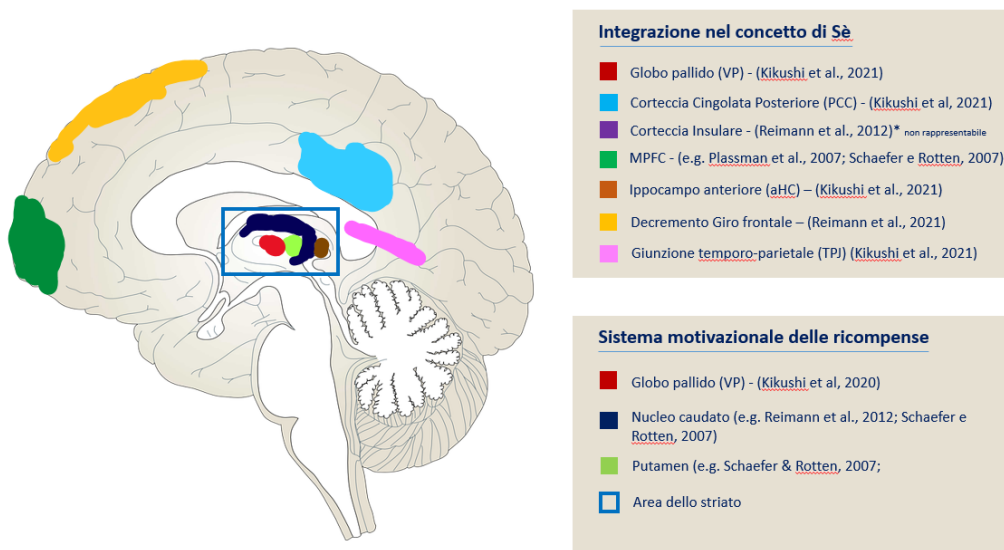 Integrazione nel concetto di Sè
Globo pallido (VP) - (Kikushi et al., 2021)
Corteccia Cingolata Posteriore (PCC) - (Kikushi et al, 2021)
Corteccia Insulare - (Reimann et al., 2012)* non rappresentabile
MPFC - (e.g. Plassman et al., 2007; Schaefer e Rotten, 2007)
Ippocampo anteriore (aHC) – (Kikushi et al., 2021)
Decremento Giro frontale – (Reimann et al., 2021)
Giunzione temporo-parietale (TPJ) (Kikushi et al., 2021)
Sistema motivazionale delle ricompense
Globo pallido (VP) - (Kikushi et al, 2020)
Nucleo caudato (e.g. Reimann et al., 2012; Schaefer e
Rotten, 2007)
Putamen (e.g. Schaefer & Rotten, 2007;
Area dello striato